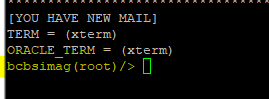 [YOU HAVE NEW MAIL]
TERM = (xterm)
ORACLE_TERM = (xterm)
bcbsimag(root)/>